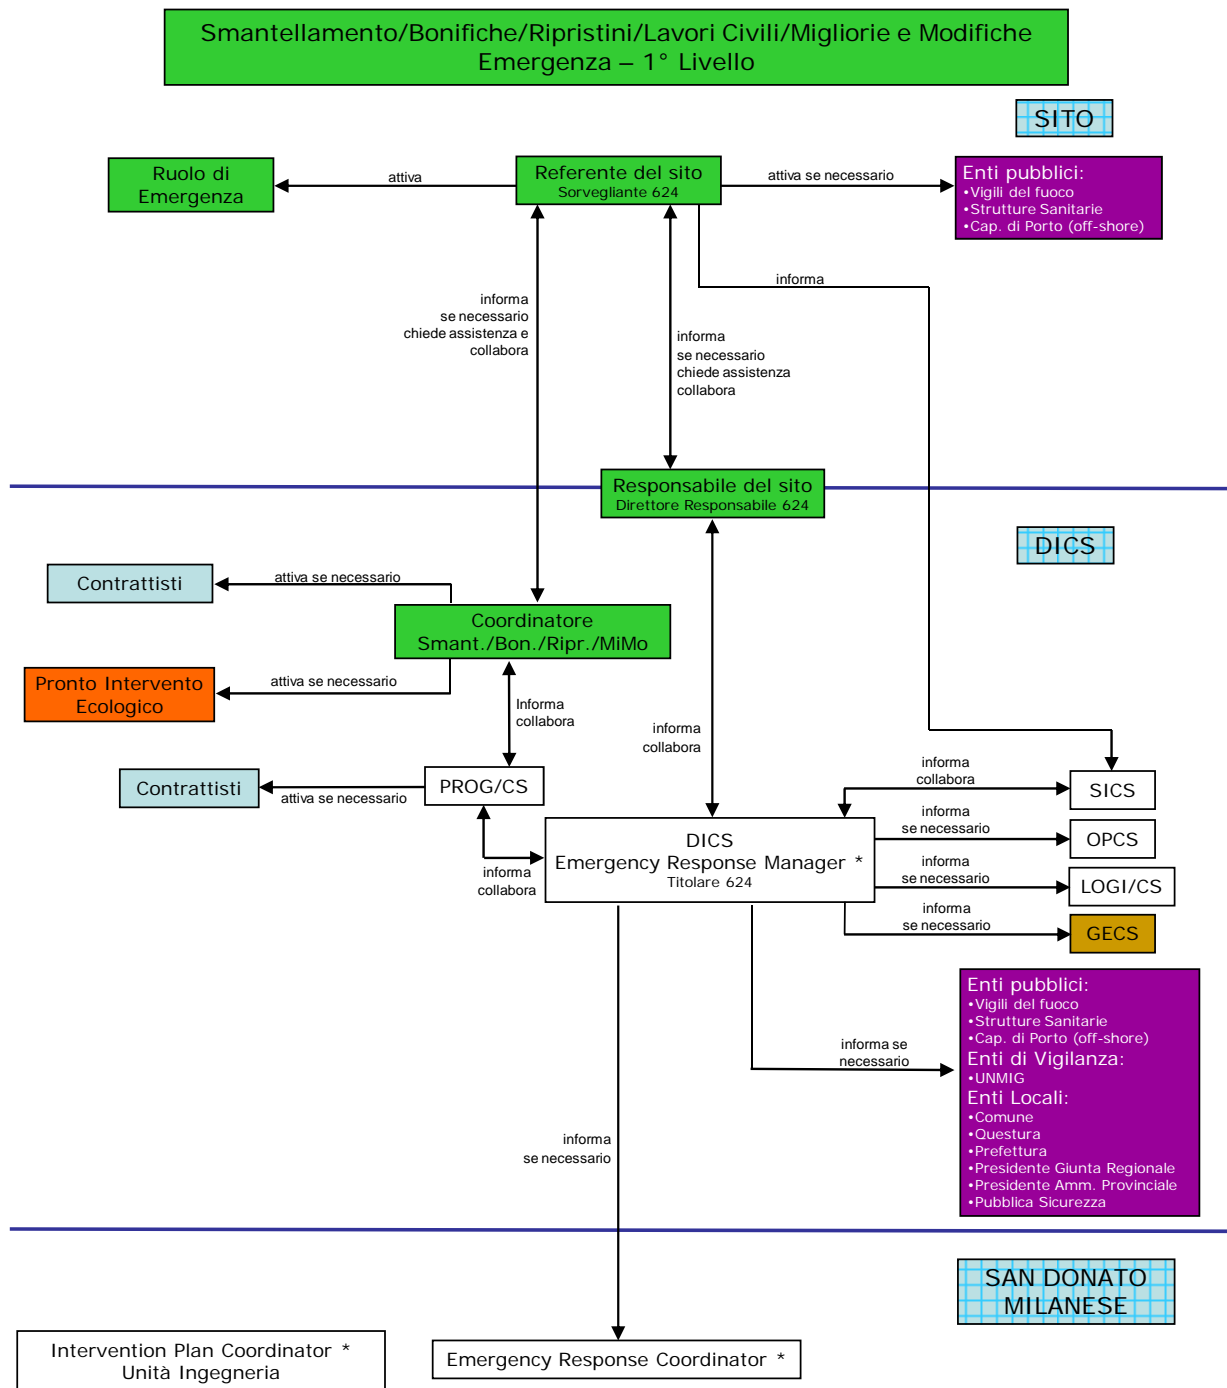 Smantellamento/Bonifiche/Ripristini/Lavori Civili/Migliorie e Modifiche
Emergenza – 1° Livello
SITO
Ruolo di
Emergenza
attiva
Referente del sito
Sorvegliante 624
attiva se necessario
Enti pubblici:
•Vigili del fuoco
•Strutture Sanitarie
•Cap. di Porto (off-shore)
informa
informa
se necessario
chiede assistenza e
collabora
informa
se necessario
chiede assistenza
collabora
Responsabile del sito
Direttore Responsabile 624
DICS
Contrattisti
attiva se necessario
Coordinatore
Smant./Bon./Ripr./MiMo
Pronto Intervento
Ecologico
attiva se necessario
Informa
collabora
informa
collabora
Contrattisti
attiva se necessario
PROG/CS
informa
collabora
SICS
DICS
Emergency Response Manager *
Titolare 624
informa
se necessario
OPCS
informa
collabora
informa
se necessario
LOGI/CS
informa
se necessario
GECS
Enti pubblici:
•Vigili del fuoco
•Strutture Sanitarie
•Cap. di Porto (off-shore)
Enti di Vigilanza:
•UNMIG
Enti Locali:
•Comune
•Questura
•Prefettura
•Presidente Giunta Regionale
•Presidente Amm. Provinciale
•Pubblica Sicurezza
informa se
necessario
informa
se necessario
SAN DONATO
MILANESE
Intervention Plan Coordinator *
Unità Ingegneria
Emergency Response Coordinator *